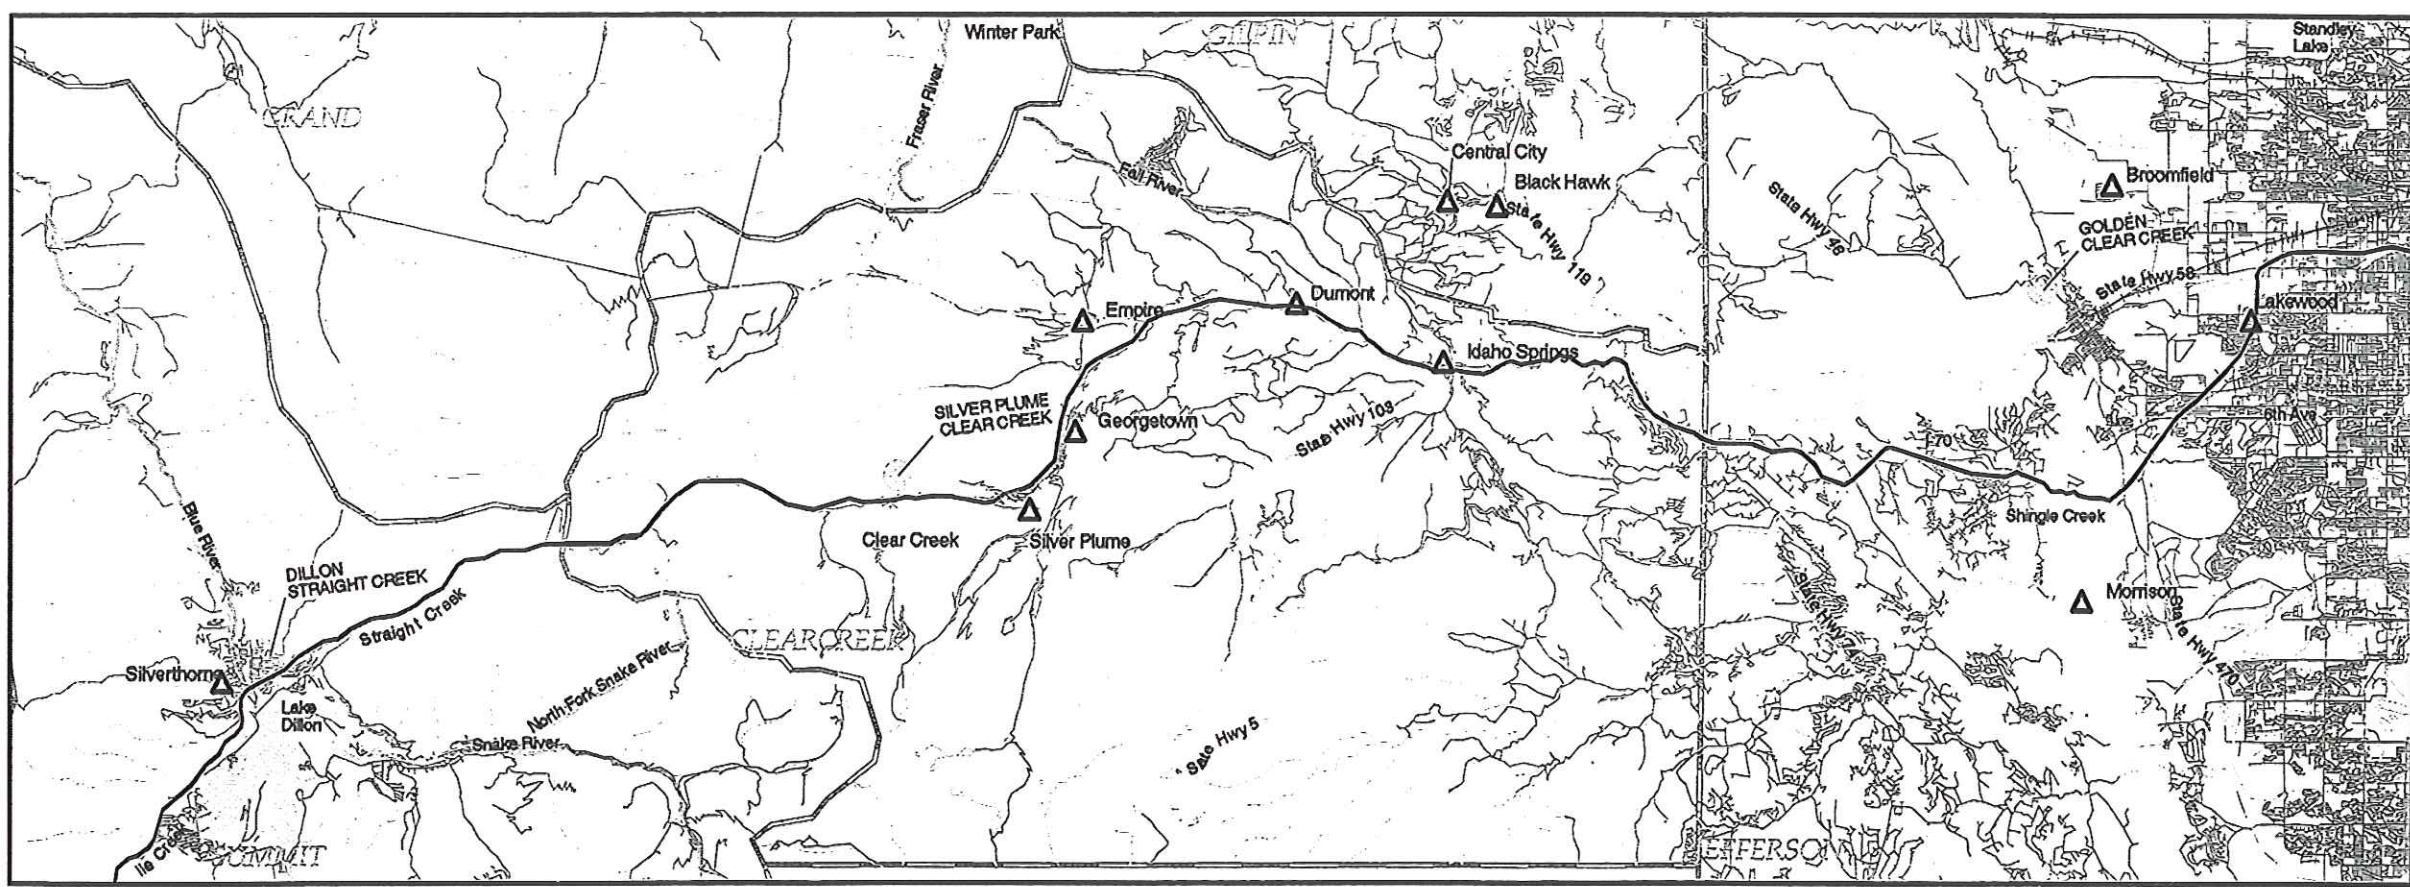 Winter Park
GILPIN
Standley
Lake
GRAND
Fraser River
Central City
Fall River
Black Hawk
State Hwy 119
State Hwy 46
Broomfield
GOLDEN
CLEAR CREEK
State Hwy 58
Lakewood
Empire
Dumont
Idaho Springs
SILVER PLUME
CLEAR CREEK
Georgetown
State Hwy 103
I-70
6th Ave
Blue River
Shingle Creek
Clear Creek
Silver Plume
DILLON
STRAIGHT CREEK
Straight Creek
State Hwy 74
Morrison
State Hwy 470
CLEARCREEK
Silverthorne
North Fork Snake River
Lake
Dillon
Snake River
Sate Hwy 5
SUMMIT
JEFFERSON